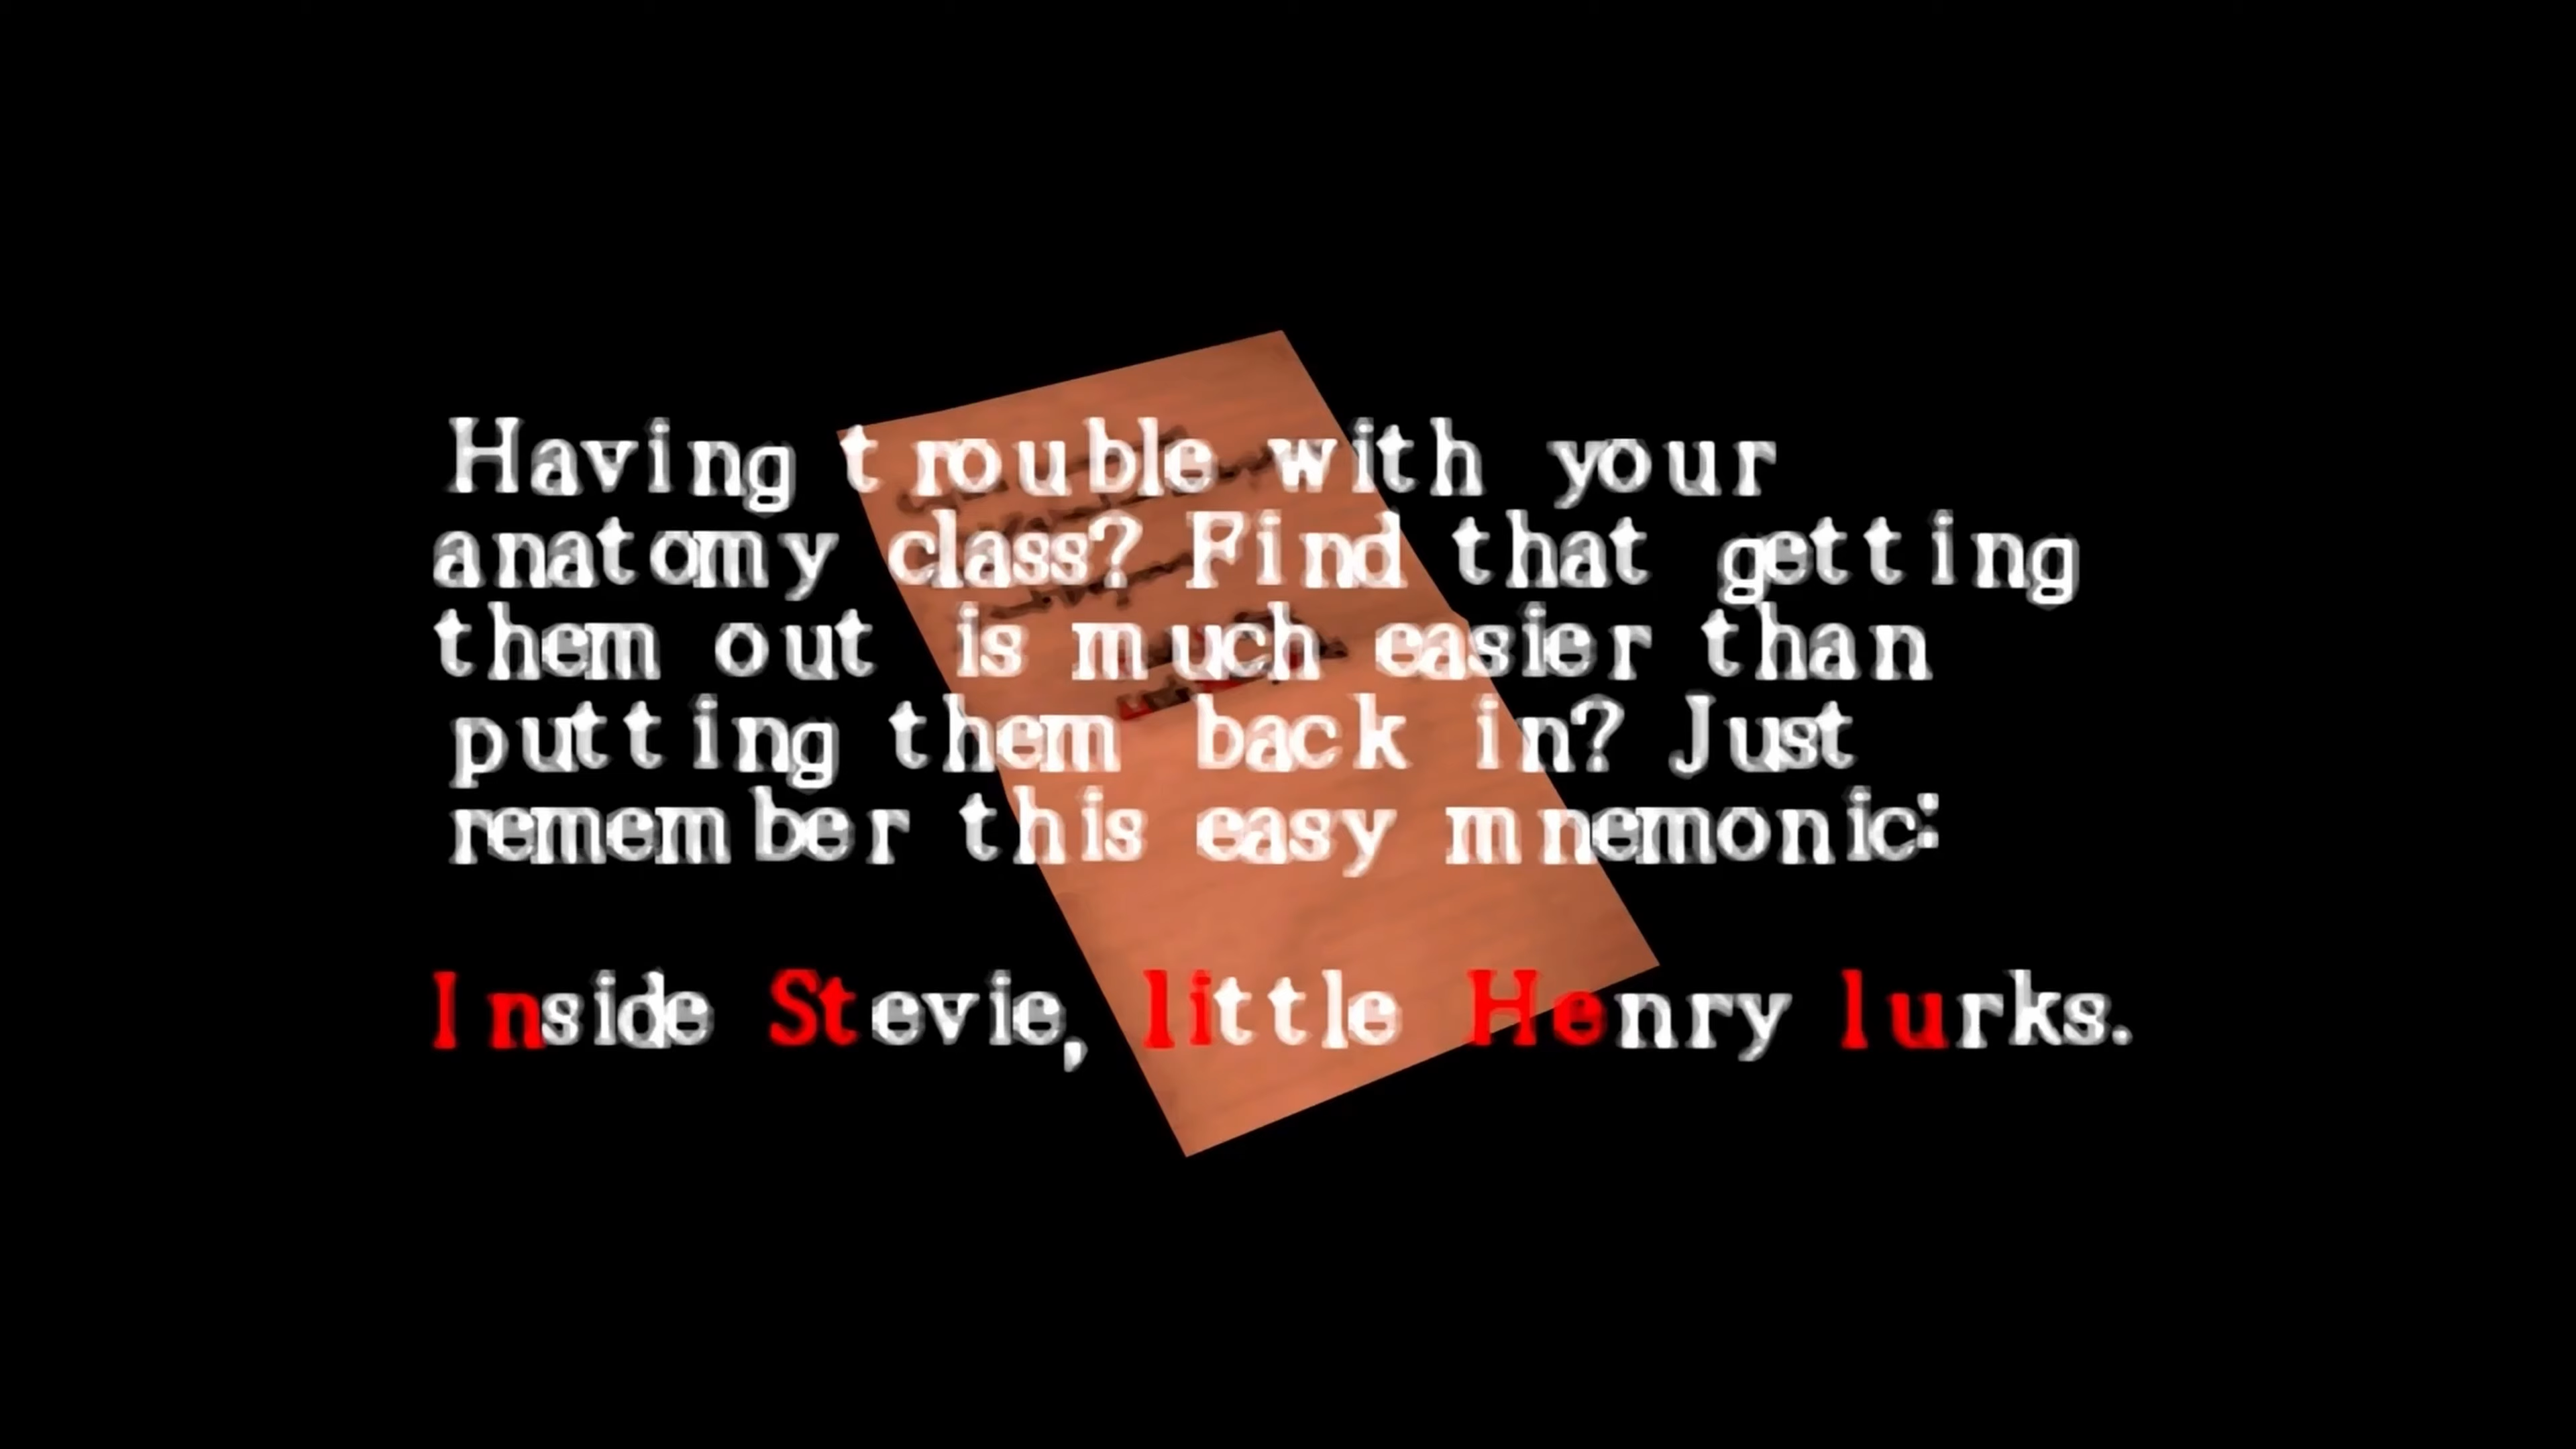 Having trouble with your
anatomy class? Find that getting
them out is much easier than
putting them back in? Just
remember this easy mnemonic:
Inside Stevie, little Henry lurks.